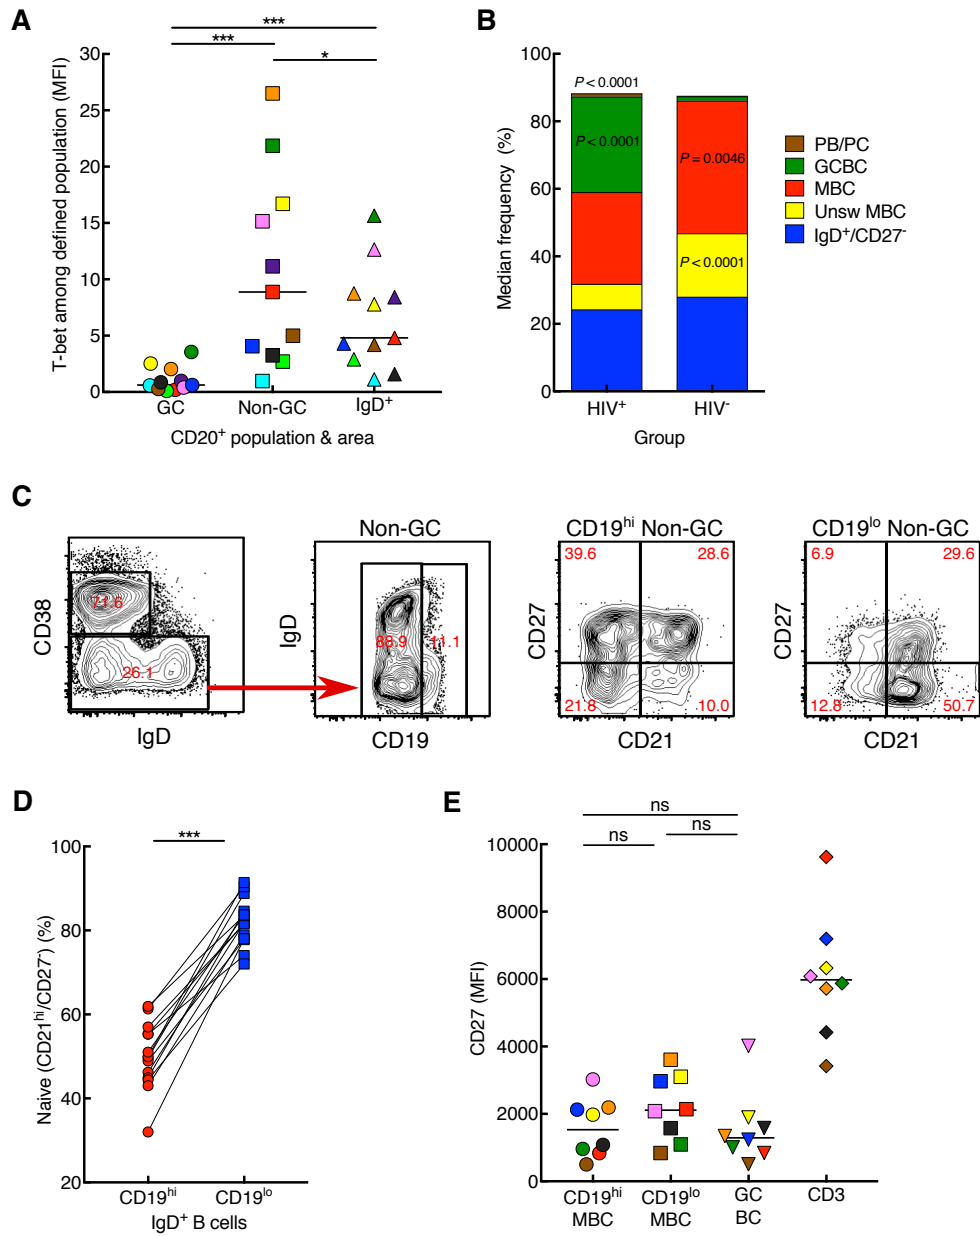 A
***
***
*
T-bet among defined population (MFI)
30
25
20
15
10
5
0
GC Non-GC IgD⁺
CD20⁺ population & area
B
Median frequency (%)
100
80
60
40
20
0
P < 0.0001
P < 0.0001
P = 0.0046
P < 0.0001
HIV⁺ HIV⁻
Group
PB/PC
GCBC
MBC
Unsw MBC
IgD⁺/CD27⁻
C
CD38
71.6
26.1
IgD
Non-GC
IgD
88.9 11.1
CD19
CD19ʰⁱ Non-GC
39.6 28.6
CD27
21.8 10.0
CD21
CD19ˡᵒ Non-GC
6.9 29.6
CD27
12.8 50.7
CD21
D
***
Naive (CD21ʰⁱ/CD27⁻) (%)
100
80
60
40
20
CD19ʰⁱ CD19ˡᵒ
IgD⁺ B cells
E
ns
ns ns
CD27 (MFI)
10000
8000
6000
4000
2000
0
CD19ʰⁱ CD19ˡᵒ GC CD3
MBC MBC BC